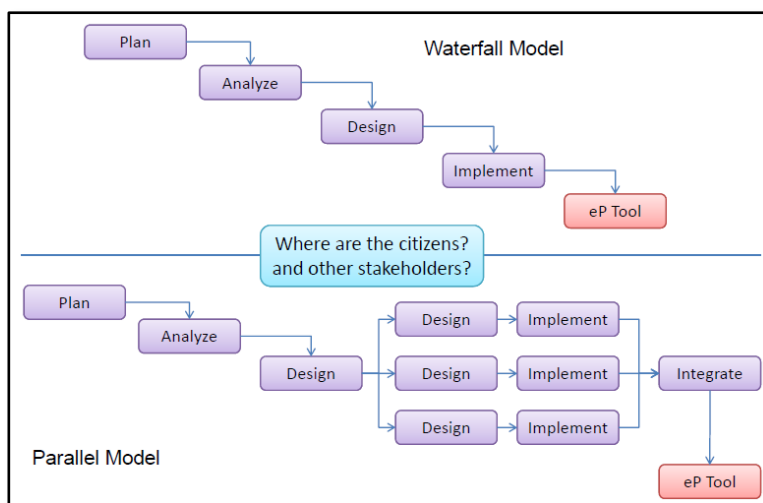 Plan
Waterfall Model
Analyze
Design
Implement
eP Tool
Where are the citizens?
and other stakeholders?
Plan
Analyze
Design
Design
Implement
Design
Implement
Design
Implement
Integrate
Parallel Model
eP Tool